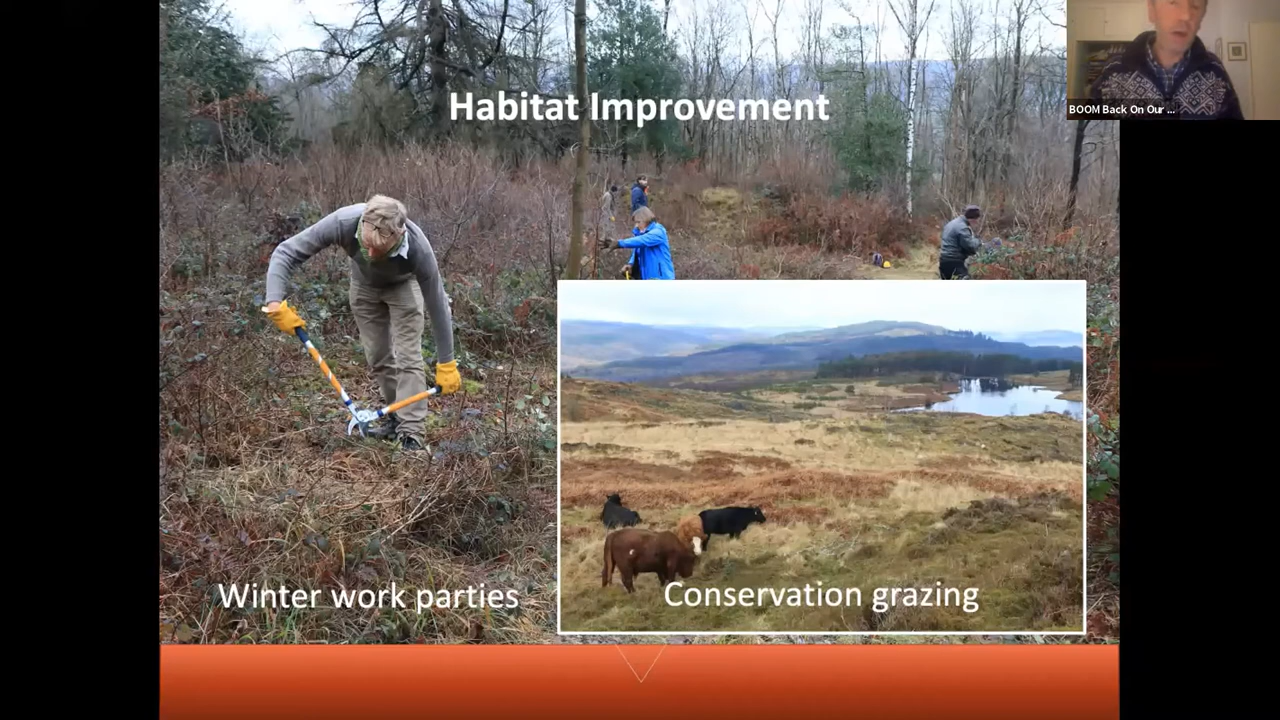 Habitat Improvement
BOOM Back On Our ...
Winter work parties
Conservation grazing